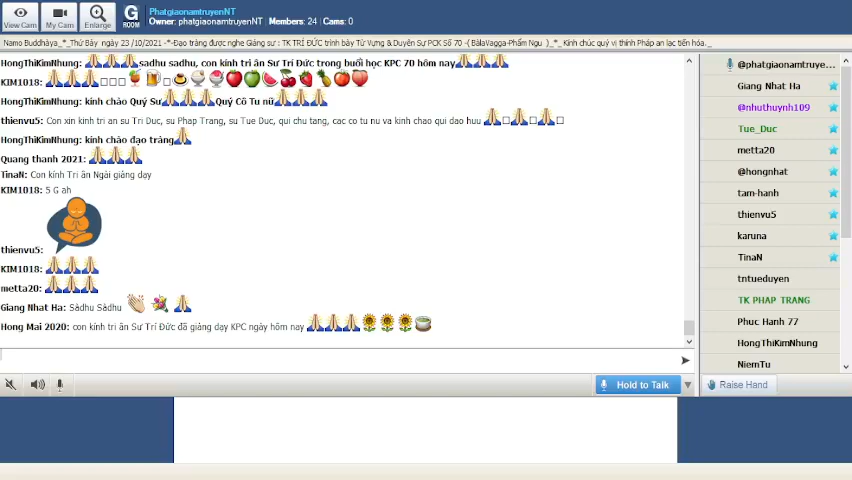 View Cam
My Cam
Enlarge
G
ROOM
PhatgiaonamtruyenNT
Owner: phatgiaonamtruyenNT | Members: 24 | Cams: 0
Namo Buddhàya_*_Thứ Bảy ngày 23 /10/2021 -*-Đạo tràng được nghe Giảng sư : TK TRÍ ĐỨC trình bày Từ Vựng & Duyên Sự PCK Số 70 -( BàlaVagga-Phẩm Ngu )_*_ Kính chúc quý vị thính Pháp an lạc tiến hóa._
HongThiKimNhung: sadhu sadhu, con kính tri ân Sư Trí Đức trong buổi học KPC 70 hôm nay
KIM1018:
HongThiKimNhung: kính chào Quý Sư Quý Cô Tu nữ
thienvu5: Con xin kinh tri an su Tri Duc, su Phap Trang, su Tue Duc, qui chu tang, cac co tu nu va kinh chao qui dao huu
HongThiKimNhung: kính chào đạo tràng
Quang thanh 2021:
TinaN: Con kính Tri ân Ngài giảng dạy
KIM1018: 5 G ah
thienvu5:
KIM1018:
metta20:
Giang Nhat Ha: Sàdhu Sàdhu
Hong Mai 2020: con kính tri ân Sư Trí Đức đã giảng dạy KPC ngày hôm nay
@phatgiaonamtruye...
Giang Nhat Ha
@nhuthuynh109
Tue_Duc
metta20
@hongnhat
tam-hanh
thienvu5
karuna
TinaN
tntueduyen
TK PHAP TRANG
Phuc Hanh 77
HongThiKimNhung
NiemTu
Hold to Talk
Raise Hand